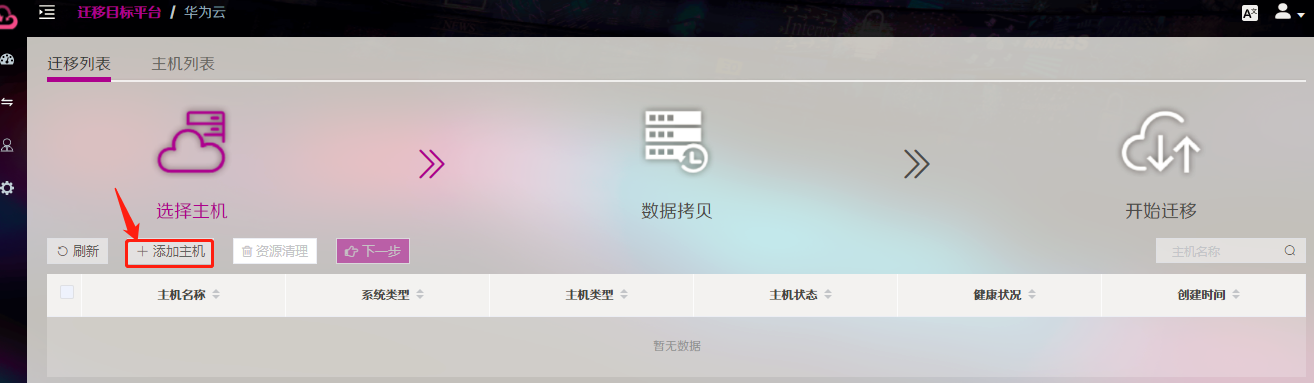 迁移目标平台 / 华为云
迁移列表 主机列表
选择主机 数据拷贝 开始迁移
刷新 添加主机 资源清理 下一步 主机名称
主机名称 系统类型 主机类型 主机状态 健康状况 创建时间
暂无数据